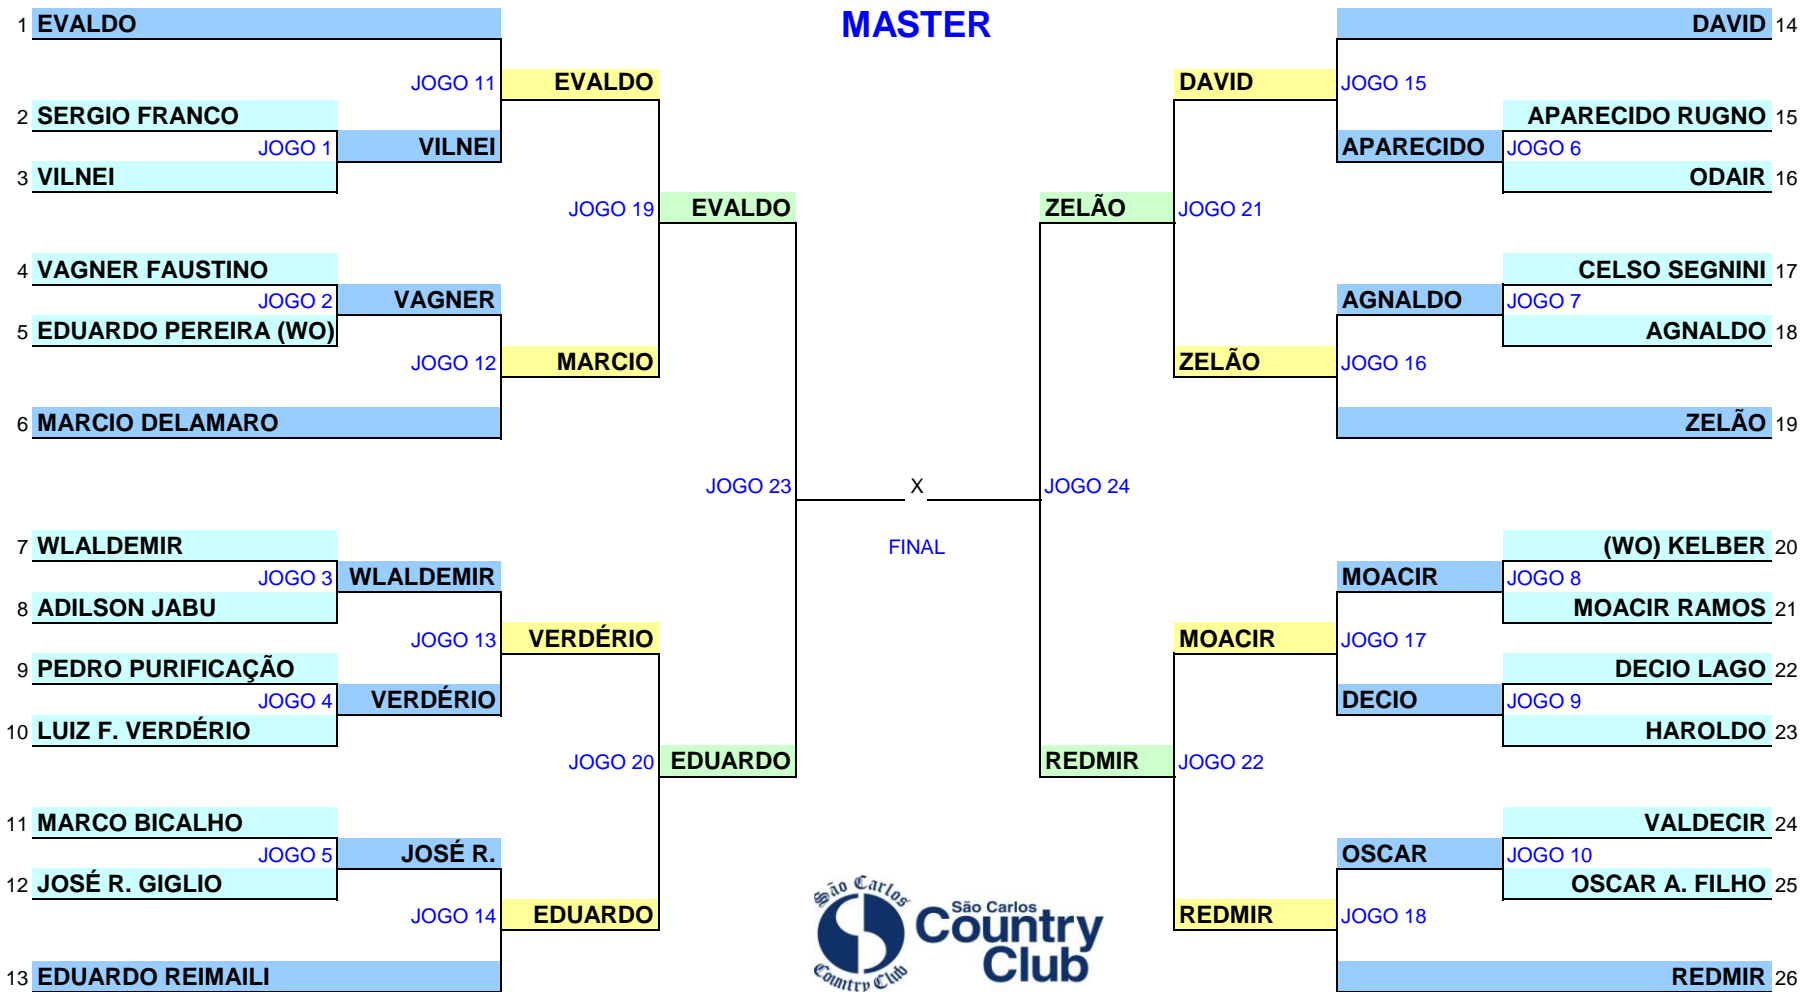 MASTER
1 EVALDO
DAVID 14
JOGO 11 EVALDO
DAVID JOGO 15
2 SERGIO FRANCO
APARECIDO RUGNO 15
JOGO 1 VILNEI
APARECIDO JOGO 6
3 VILNEI
ODAIR 16
JOGO 19 EVALDO
ZELÃO JOGO 21
4 VAGNER FAUSTINO
CELSO SEGNINI 17
JOGO 2 VAGNER
AGNALDO JOGO 7
5 EDUARDO PEREIRA (WO)
AGNALDO 18
JOGO 12 MARCIO
ZELÃO JOGO 16
6 MARCIO DELAMARO
ZELÃO 19
JOGO 23 X JOGO 24
7 WLALDEMIR
FINAL
(WO) KELBER 20
JOGO 3 WLALDEMIR
MOACIR JOGO 8
8 ADILSON JABU
MOACIR RAMOS 21
JOGO 13 VERDÉRIO
MOACIR JOGO 17
9 PEDRO PURIFICAÇÃO
DECIO LAGO 22
JOGO 4 VERDÉRIO
DECIO JOGO 9
10 LUIZ F. VERDÉRIO
HAROLDO 23
JOGO 20 EDUARDO
REDMIR JOGO 22
11 MARCO BICALHO
VALDECIR 24
JOGO 5 JOSÉ R.
OSCAR JOGO 10
12 JOSÉ R. GIGLIO
OSCAR A. FILHO 25
JOGO 14 EDUARDO
REDMIR JOGO 18
13 EDUARDO REIMAILI
REDMIR 26
São Carlos
Country Club
São Carlos
Country
Club